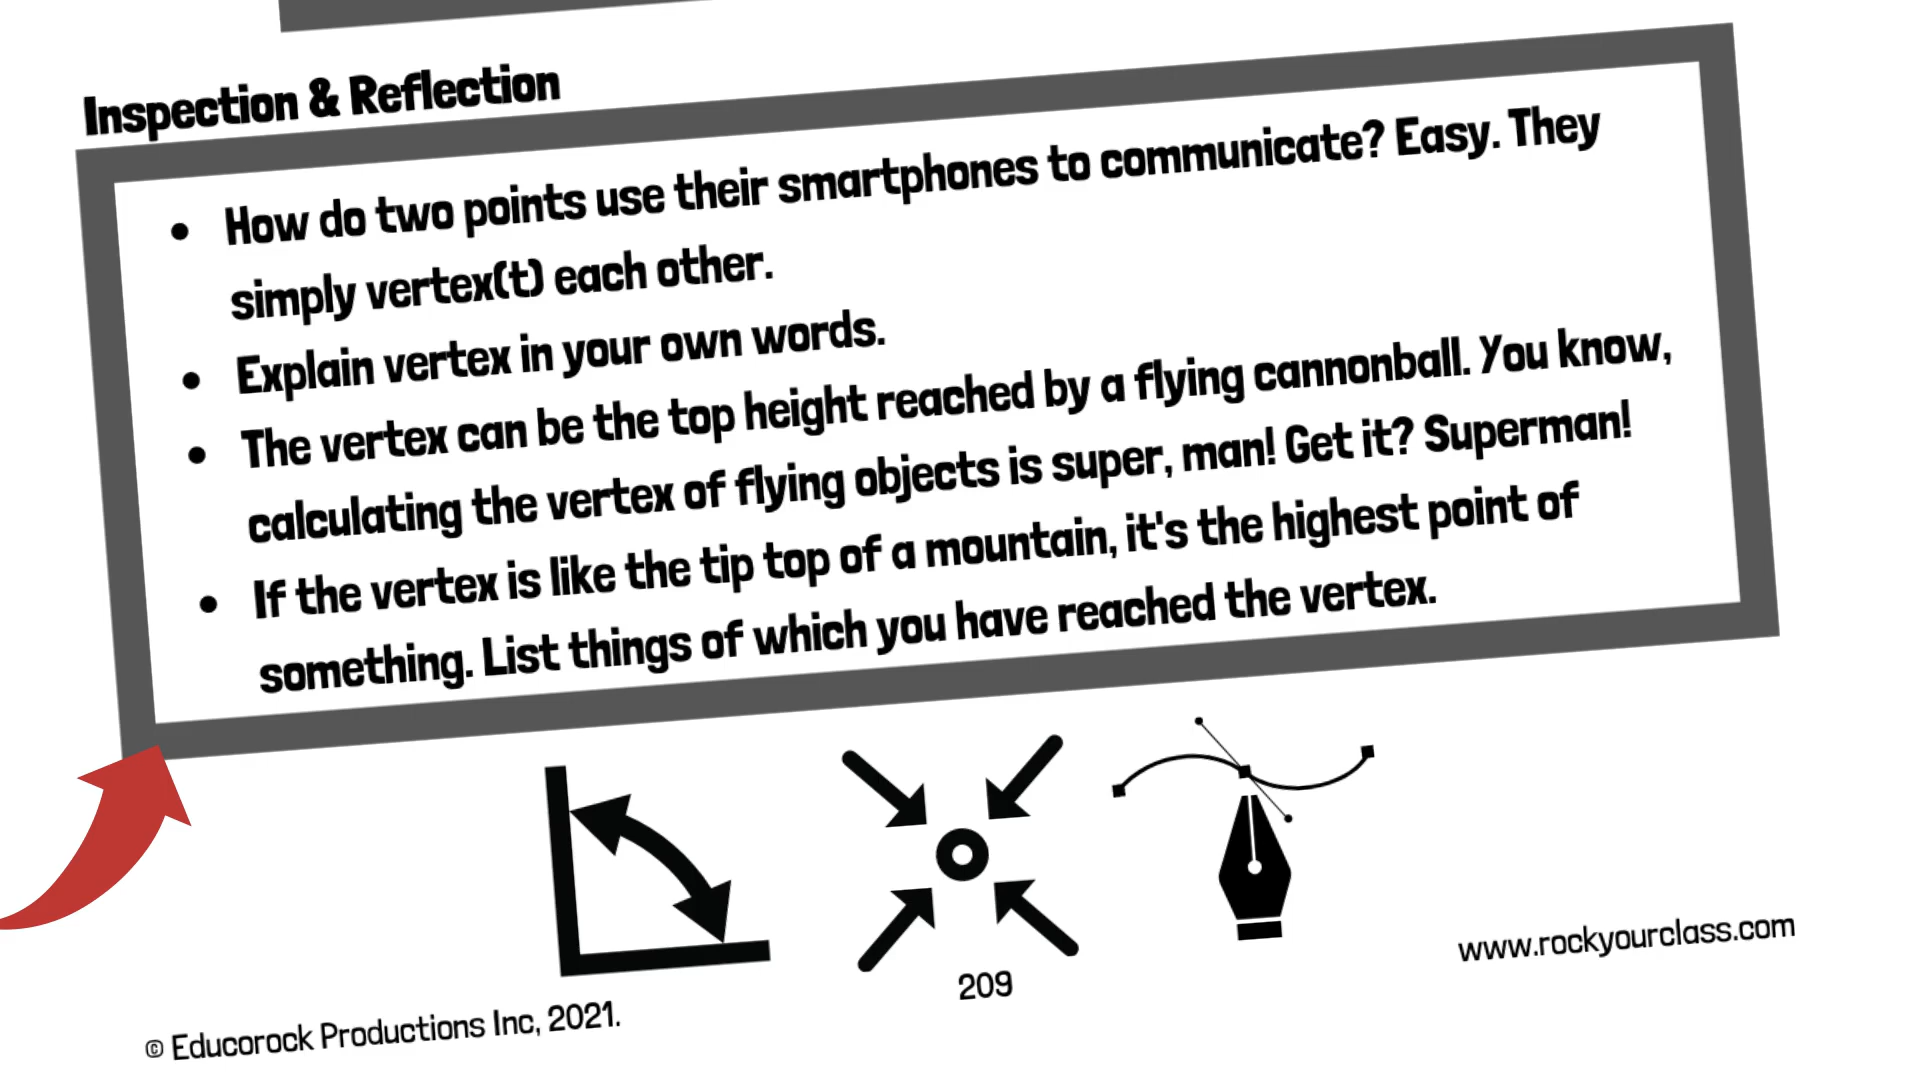 Inspection & Reflection
• How do two points use their smartphones to communicate? Easy. They
simply vertex(t) each other.
• Explain vertex in your own words.
• The vertex can be the top height reached by a flying cannonball. You know,
calculating the vertex of flying objects is super, man! Get it? Superman!
• If the vertex is like the tip top of a mountain, it's the highest point of
something. List things of which you have reached the vertex.
www.rockyourclass.com
209
© Educorock Productions Inc, 2021.